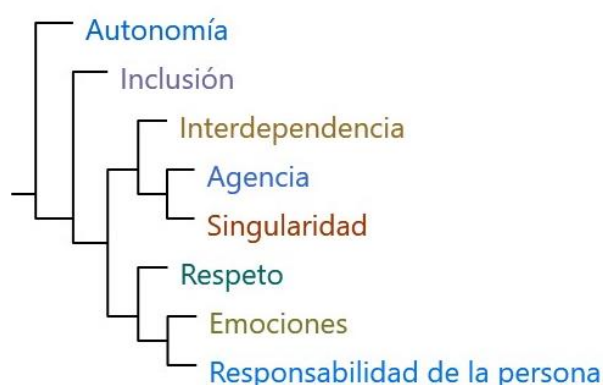 Autonomía
Inclusión
Interdependencia
Agencia
Singularidad
Respeto
Emociones
Responsabilidad de la persona